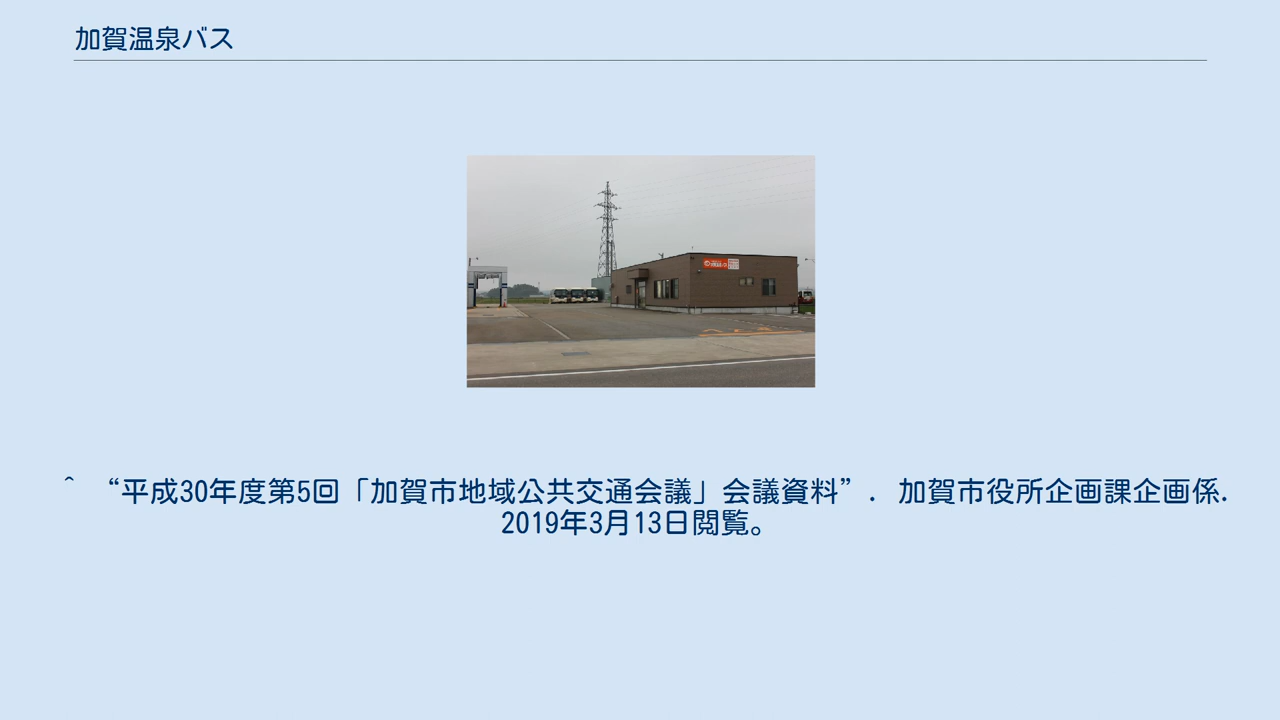 加賀温泉バス
^ “平成30年度第5回「加賀市地域公共交通会議」会議資料”. 加賀市役所企画課企画係.
2019年3月13日閲覧。